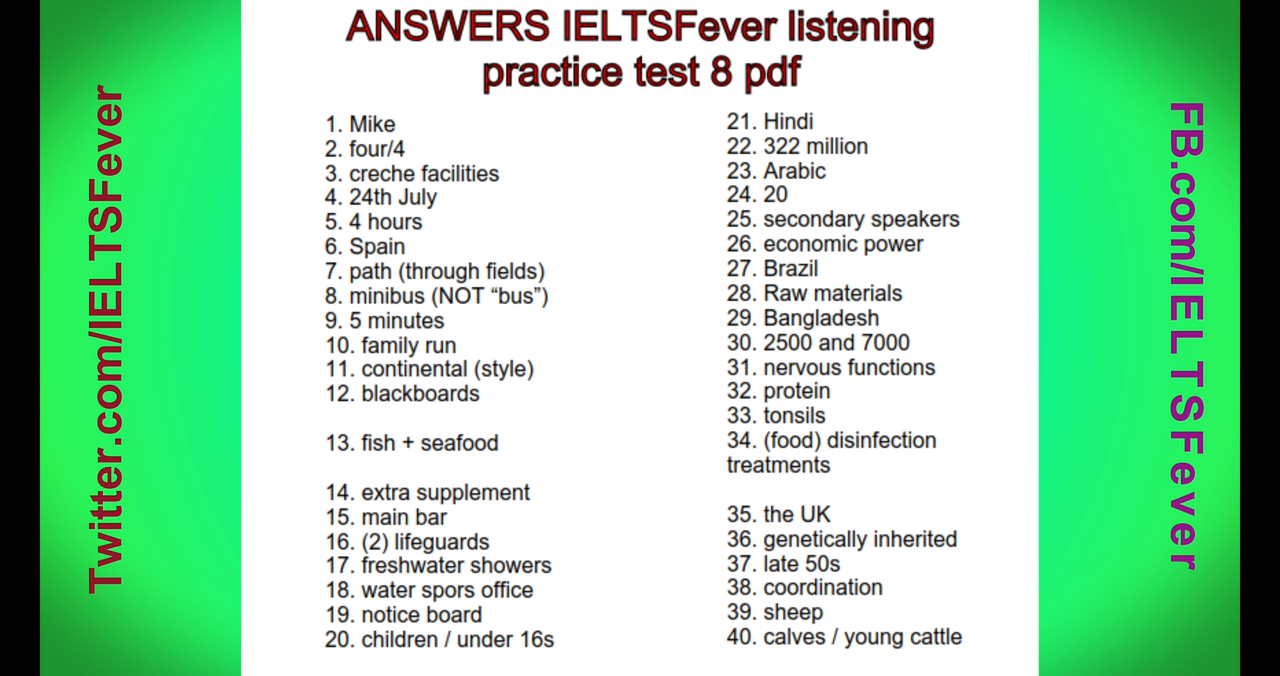 ANSWERS IELTSFever listening
practice test 8 pdf
Twitter.com/IELTSFever
1. Mike
2. four/4
3. creche facilities
4. 24th July
5. 4 hours
6. Spain
7. path (through fields)
8. minibus (NOT “bus”)
9. 5 minutes
10. family run
11. continental (style)
12. blackboards
13. fish + seafood
14. extra supplement
15. main bar
16. (2) lifeguards
17. freshwater showers
18. water spors office
19. notice board
20. children / under 16s
21. Hindi
22. 322 million
23. Arabic
24. 20
25. secondary speakers
26. economic power
27. Brazil
28. Raw materials
29. Bangladesh
30. 2500 and 7000
31. nervous functions
32. protein
33. tonsils
34. (food) disinfection
treatments
35. the UK
36. genetically inherited
37. late 50s
38. coordination
39. sheep
40. calves / young cattle
FB.com/IELTSFever